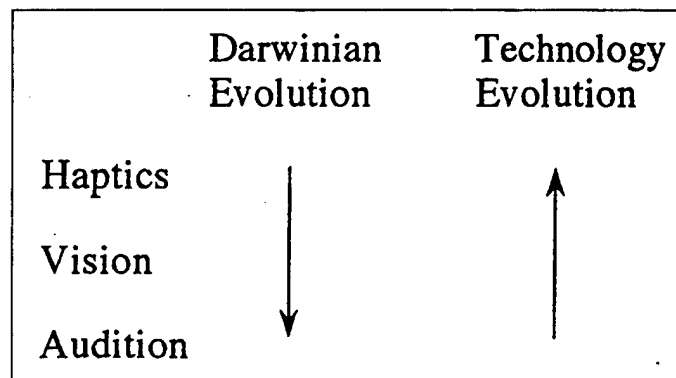 Darwinian Technology
Evolution Evolution
Haptics
Vision
Audition